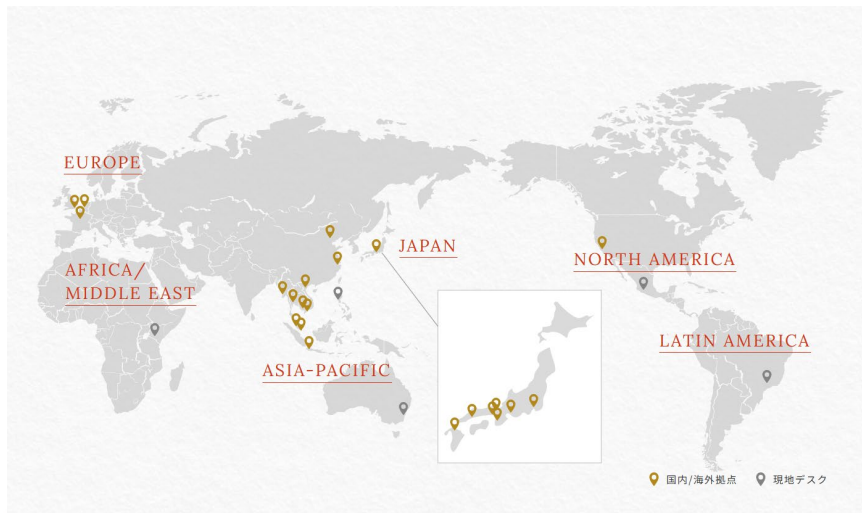 EUROPE
AFRICA/
MIDDLE EAST
ASIA-PACIFIC
JAPAN
NORTH AMERICA
LATIN AMERICA
国内/海外拠点
現地デスク